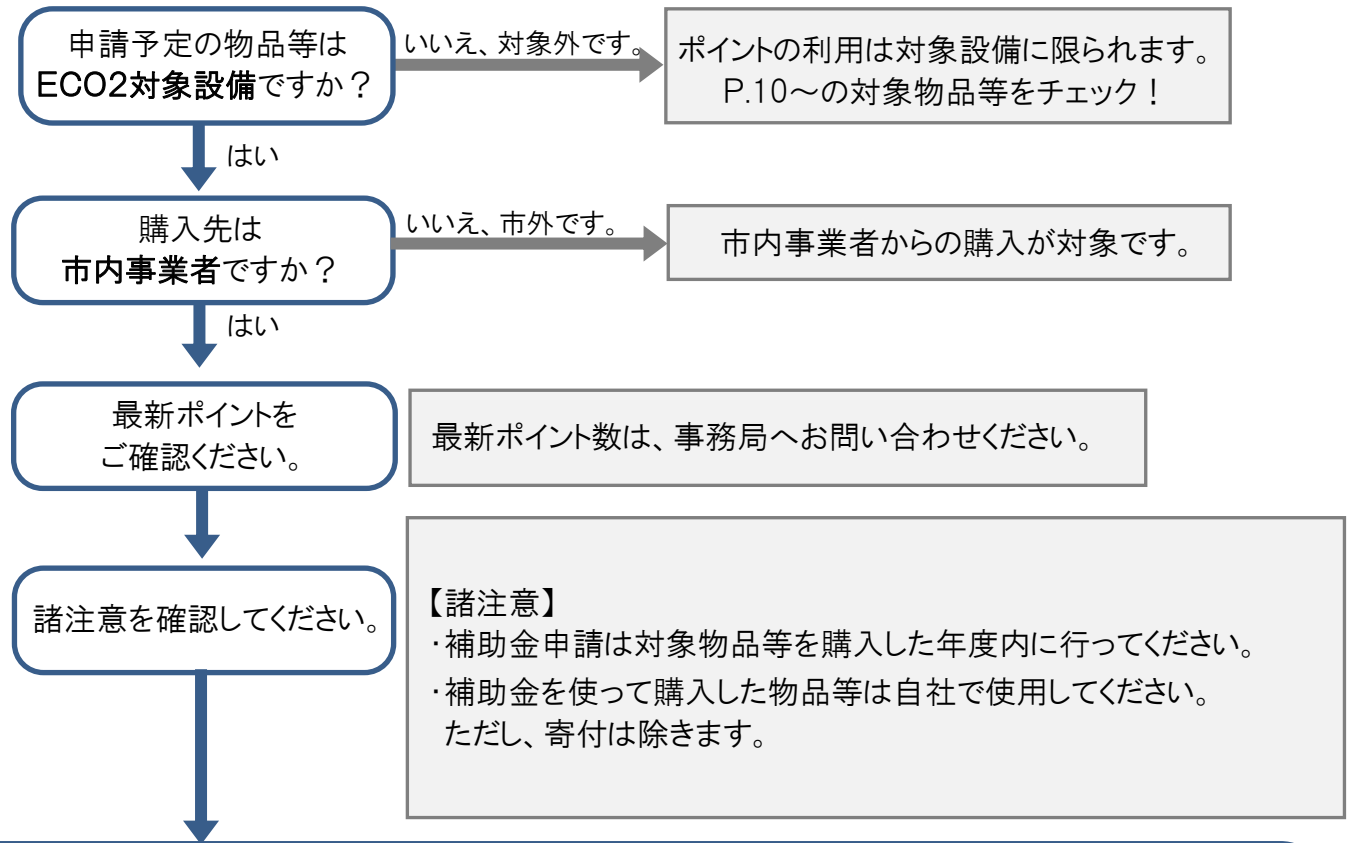 申請予定の物品等は
ECO2対象設備ですか？
いいえ、対象外です。
ポイントの利用は対象設備に限られます。
P.10～の対象物品等をチェック！
はい
購入先は
市内事業者ですか？
いいえ、市外です。
市内事業者からの購入が対象です。
はい
最新ポイントを
ご確認ください。
最新ポイント数は、事務局へお問い合わせください。
諸注意を確認してください。
【諸注意】
・補助金申請は対象物品等を購入した年度内に行ってください。
・補助金を使って購入した物品等は自社で使用してください。
ただし、寄付は除きます。